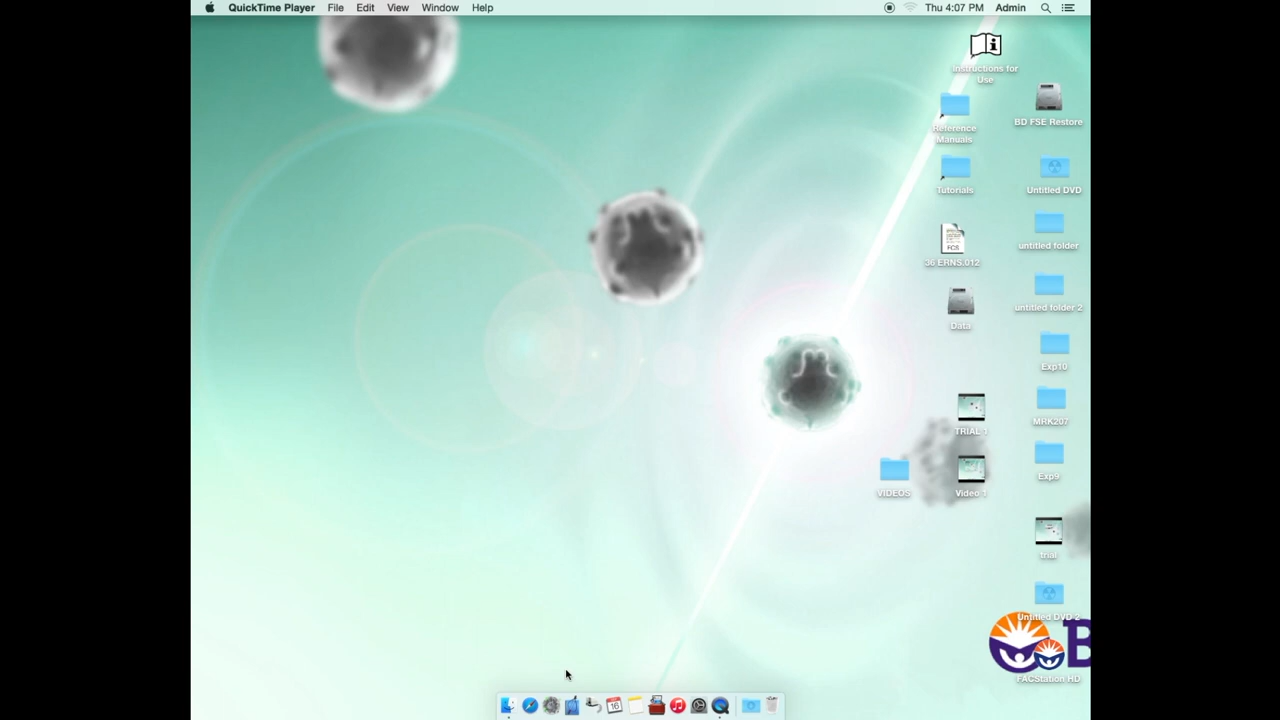 QuickTime Player File Edit View Window Help Thu 4:07 PM Admin
Instructions for
Use
BD FSE Restore
Reference
Manuals
Untitled DVD
Tutorials
untitled folder
FCS
36 ERNS.012
untitled folder 2
Data
Exp10
MRK207
TRIAL 1
Exp9
VIDEOS
Video 1
trial
Untitled DVD 2
B
FACStation HD
16